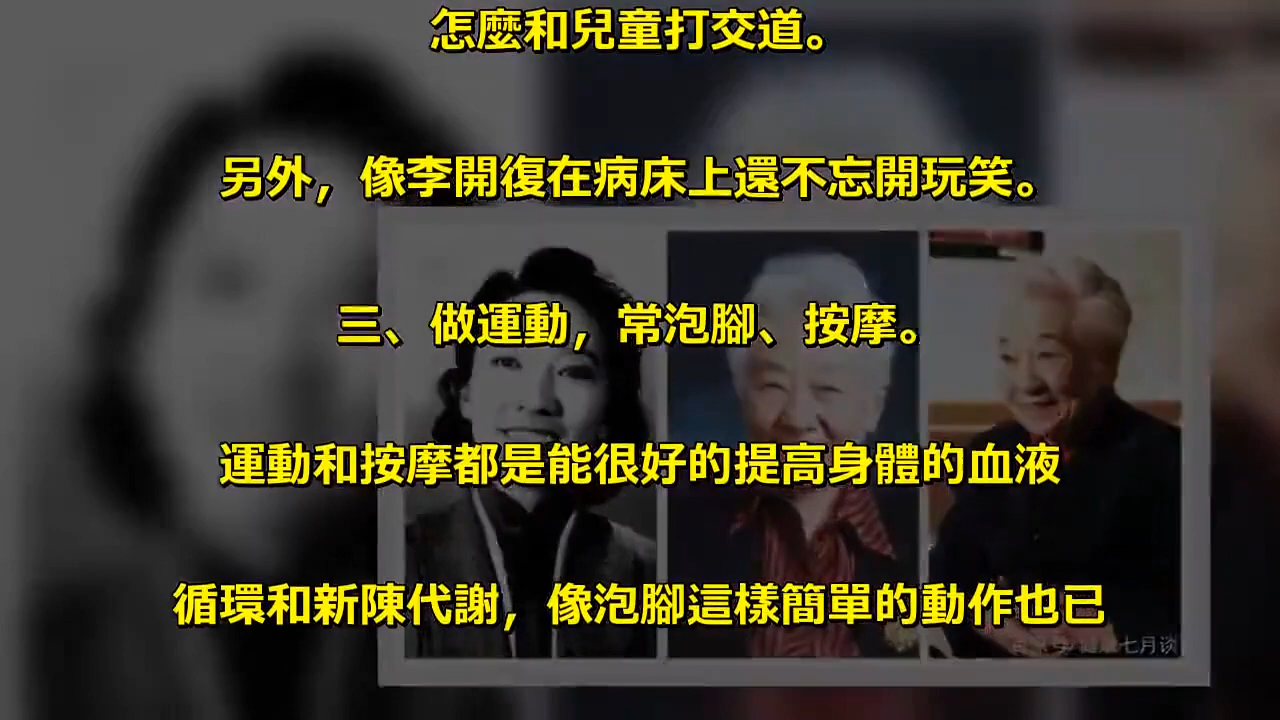 怎麼和兒童打交道。
另外，像李開復在病床上還不忘開玩笑。
三、做運動，常泡腳、按摩。
運動和按摩都是能很好的提高身體的血液
循環和新陳代謝，像泡腳這樣簡單的動作也已
七月谈